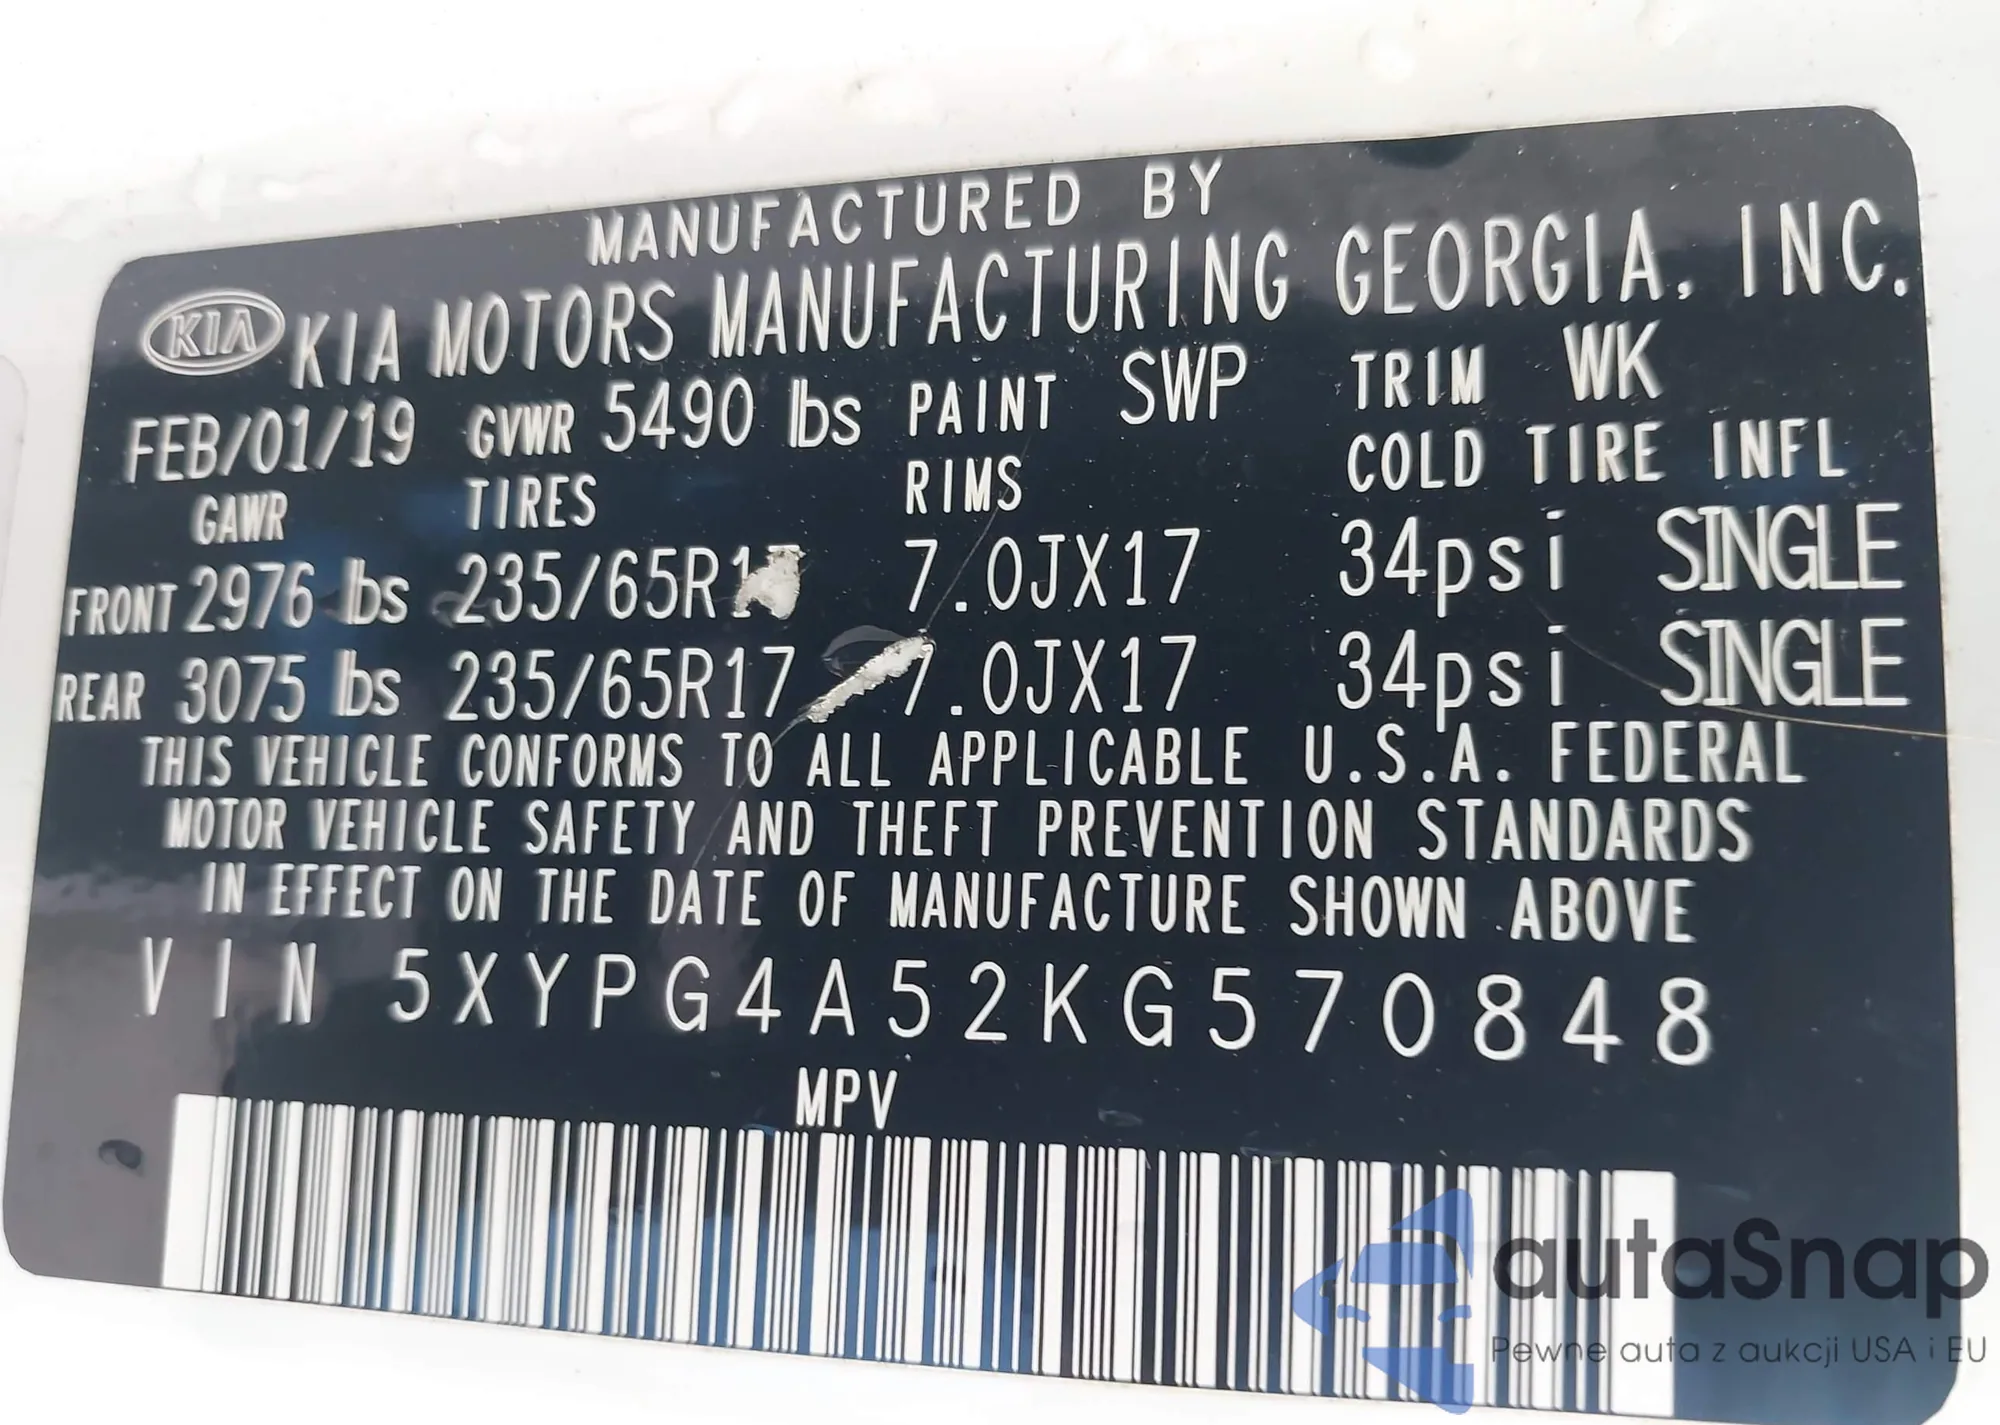 MANUFACTURED BY
KIA KIA MOTORS MANUFACTURING GEORGIA, INC.
FEB/01/19 GVWR 5490 lbs PAINT SWP TRIM WK
GAWR TIRES RIMS COLD TIRE INFL
FRONT 2976 lbs 235/65R17 7.0JX17 34psi SINGLE
REAR 3075 lbs 235/65R17 7.0JX17 34psi SINGLE
THIS VEHICLE CONFORMS TO ALL APPLICABLE U.S.A. FEDERAL
MOTOR VEHICLE SAFETY AND THEFT PREVENTION STANDARDS
IN EFFECT ON THE DATE OF MANUFACTURE SHOWN ABOVE
VIN 5XYPG4A52KG570848
MPV
autaSnap
Pewne auta z aukcji USA i EU